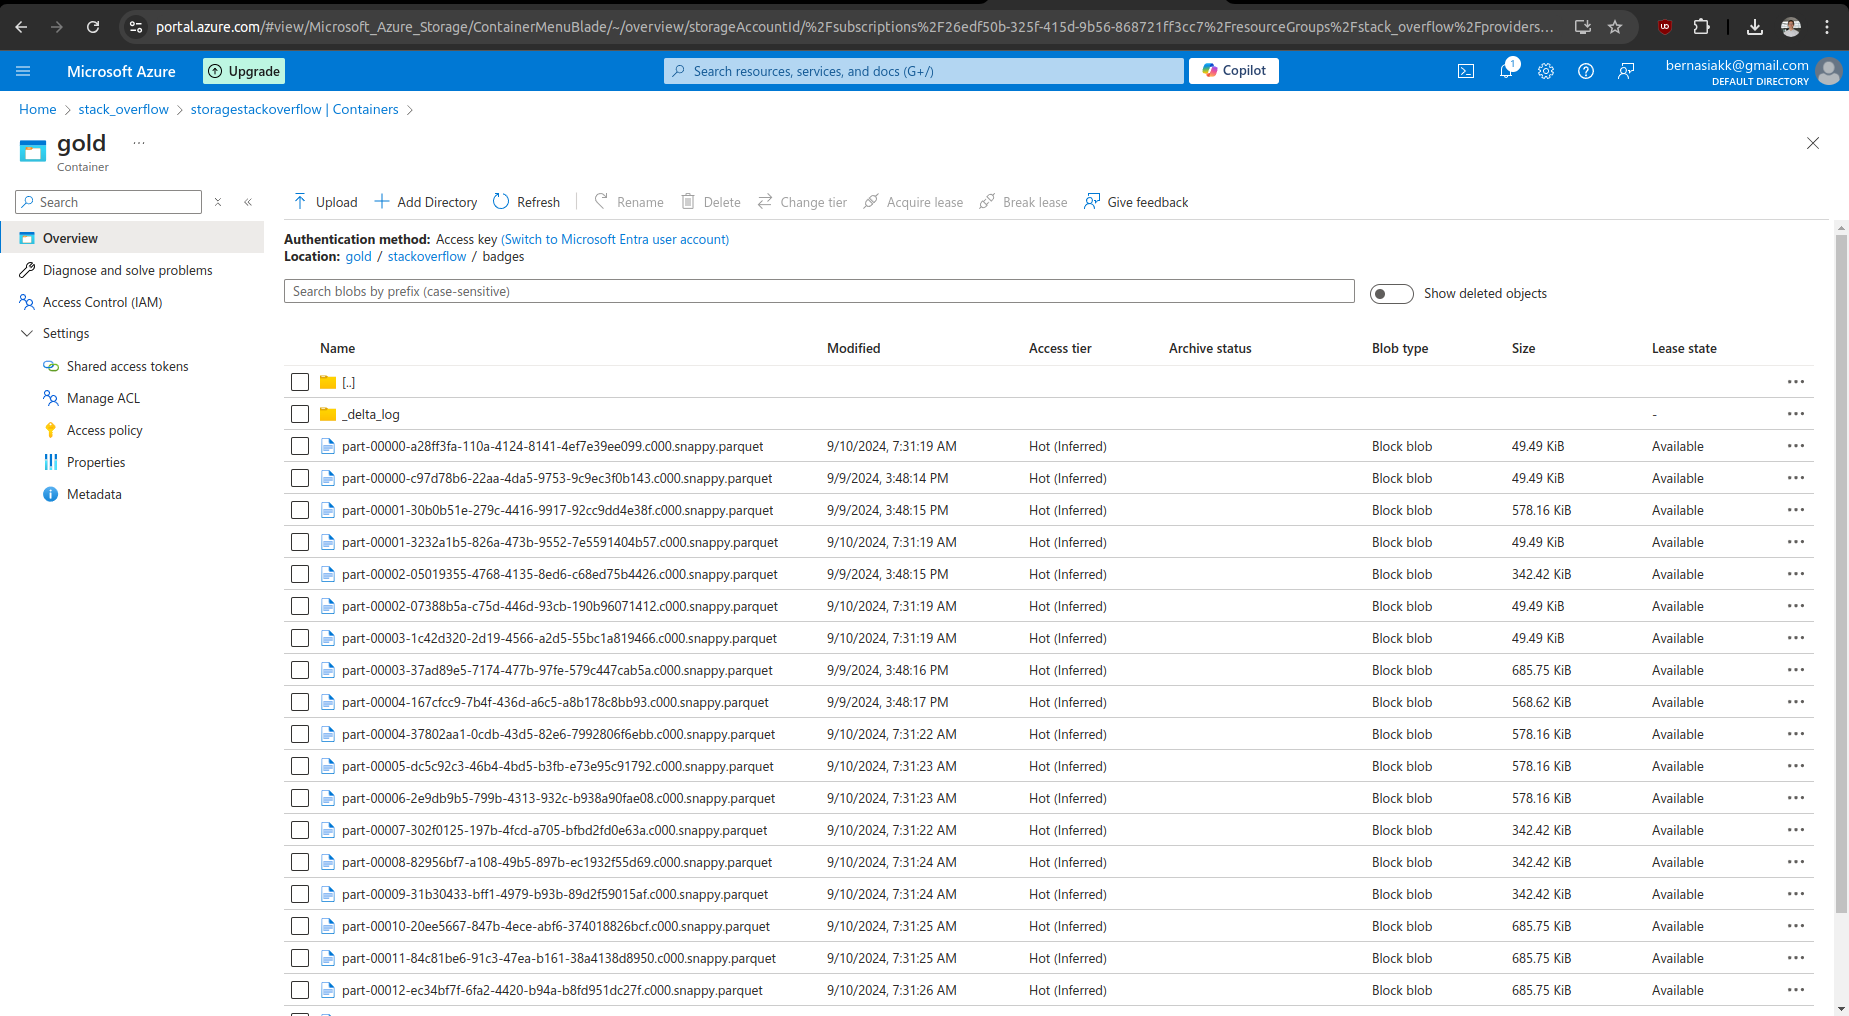 portal.azure.com/#view/Microsoft_Azure_Storage/ContainerMenuBlade/~/overview/storageAccountId/%2Fsubscriptions%2F26edf50b-325f-415d-9b56-868721ff3cc7%2FresourceGroups%2Fstack_overflow%2Fproviders...
Microsoft Azure Upgrade Search resources, services, and docs (G+/) Copilot 1 bernasiakk@gmail.com
DEFAULT DIRECTORY
Home > stack_overflow > storagestackoverflow | Containers >
gold ...
Container
Search
Upload Add Directory Refresh Rename Delete Change tier Acquire lease Break lease Give feedback
Overview
Diagnose and solve problems
Access Control (IAM)
Settings
Shared access tokens
Manage ACL
Access policy
Properties
Metadata
Authentication method: Access key (Switch to Microsoft Entra user account)
Location: gold / stackoverflow / badges
Search blobs by prefix (case-sensitive) Show deleted objects
Name Modified Access tier Archive status Blob type Size Lease state
[..]
_delta_log -
part-00000-a28ff3fa-110a-4124-8141-4ef7e39ee099.c000.snappy.parquet 9/10/2024, 7:31:19 AM Hot (Inferred) Block blob 49.49 KiB Available
part-00000-c97d78b6-22aa-4da5-9753-9c9ec3f0b143.c000.snappy.parquet 9/9/2024, 3:48:14 PM Hot (Inferred) Block blob 49.49 KiB Available
part-00001-30b0b51e-279c-4416-9917-92cc9dd4e38f.c000.snappy.parquet 9/9/2024, 3:48:15 PM Hot (Inferred) Block blob 578.16 KiB Available
part-00001-3232a1b5-826a-473b-9552-7e5591404b57.c000.snappy.parquet 9/10/2024, 7:31:19 AM Hot (Inferred) Block blob 49.49 KiB Available
part-00002-05019355-4768-4135-8ed6-c68ed75b4426.c000.snappy.parquet 9/9/2024, 3:48:15 PM Hot (Inferred) Block blob 342.42 KiB Available
part-00002-07388b5a-c75d-446d-93cb-190b96071412.c000.snappy.parquet 9/10/2024, 7:31:19 AM Hot (Inferred) Block blob 49.49 KiB Available
part-00003-1c42d320-2d19-4566-a2d5-55bc1a819466.c000.snappy.parquet 9/10/2024, 7:31:19 AM Hot (Inferred) Block blob 49.49 KiB Available
part-00003-37ad89e5-7174-477b-97fe-579c447cab5a.c000.snappy.parquet 9/9/2024, 3:48:16 PM Hot (Inferred) Block blob 685.75 KiB Available
part-00004-167cfcc9-7b4f-436d-a6c5-a8b178c8bb93.c000.snappy.parquet 9/9/2024, 3:48:17 PM Hot (Inferred) Block blob 568.62 KiB Available
part-00004-37802aa1-0cdb-43d5-82e6-7992806f6ebb.c000.snappy.parquet 9/10/2024, 7:31:22 AM Hot (Inferred) Block blob 578.16 KiB Available
part-00005-dc5c92c3-46b4-4bd5-b3fb-e73e95c91792.c000.snappy.parquet 9/10/2024, 7:31:23 AM Hot (Inferred) Block blob 578.16 KiB Available
part-00006-2e9db9b5-799b-4313-932c-b938a90fae08.c000.snappy.parquet 9/10/2024, 7:31:23 AM Hot (Inferred) Block blob 578.16 KiB Available
part-00007-302f0125-197b-4fcd-a705-bfbd2fd0e63a.c000.snappy.parquet 9/10/2024, 7:31:22 AM Hot (Inferred) Block blob 342.42 KiB Available
part-00008-82956bf7-a108-49b5-897b-ec1932f55d69.c000.snappy.parquet 9/10/2024, 7:31:24 AM Hot (Inferred) Block blob 342.42 KiB Available
part-00009-31b30433-bff1-4979-b93b-89d2f59015af.c000.snappy.parquet 9/10/2024, 7:31:24 AM Hot (Inferred) Block blob 342.42 KiB Available
part-00010-20ee5667-847b-4ece-abf6-374018826bcf.c000.snappy.parquet 9/10/2024, 7:31:25 AM Hot (Inferred) Block blob 685.75 KiB Available
part-00011-84c81be6-91c3-47ea-b161-38a4138d8950.c000.snappy.parquet 9/10/2024, 7:31:25 AM Hot (Inferred) Block blob 685.75 KiB Available
part-00012-ec34bf7f-6fa2-4420-b94a-b8fd951dc27f.c000.snappy.parquet 9/10/2024, 7:31:26 AM Hot (Inferred) Block blob 685.75 KiB Available